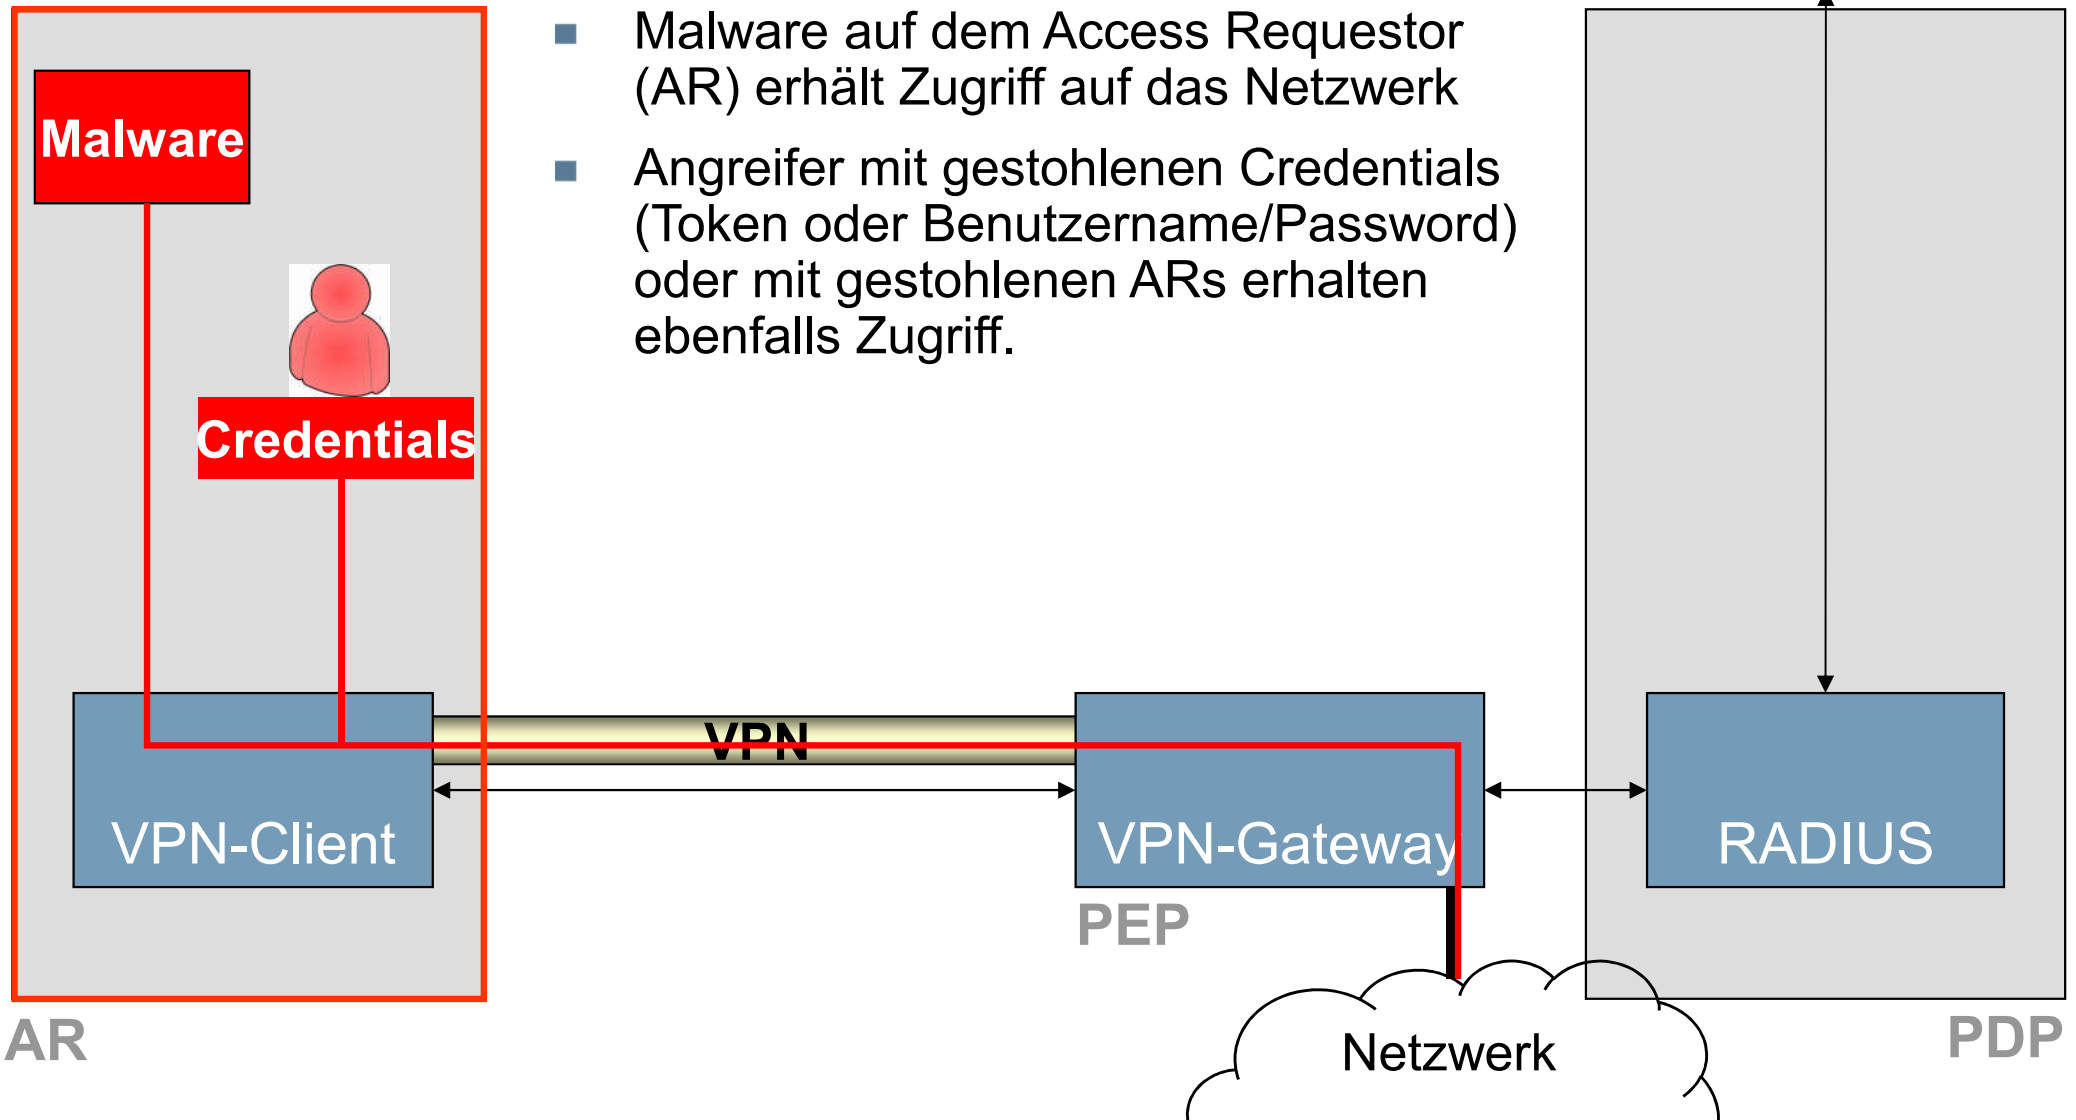 Malware auf dem Access Requestor
(AR) erhält Zugriff auf das Netzwerk
Angreifer mit gestohlenen Credentials
(Token oder Benutzername/Password)
oder mit gestohlenen ARs erhalten
ebenfalls Zugriff.
Malware
Credentials
VPN
VPN-Client
VPN-Gateway
RADIUS
PEP
AR
Netzwerk
PDP